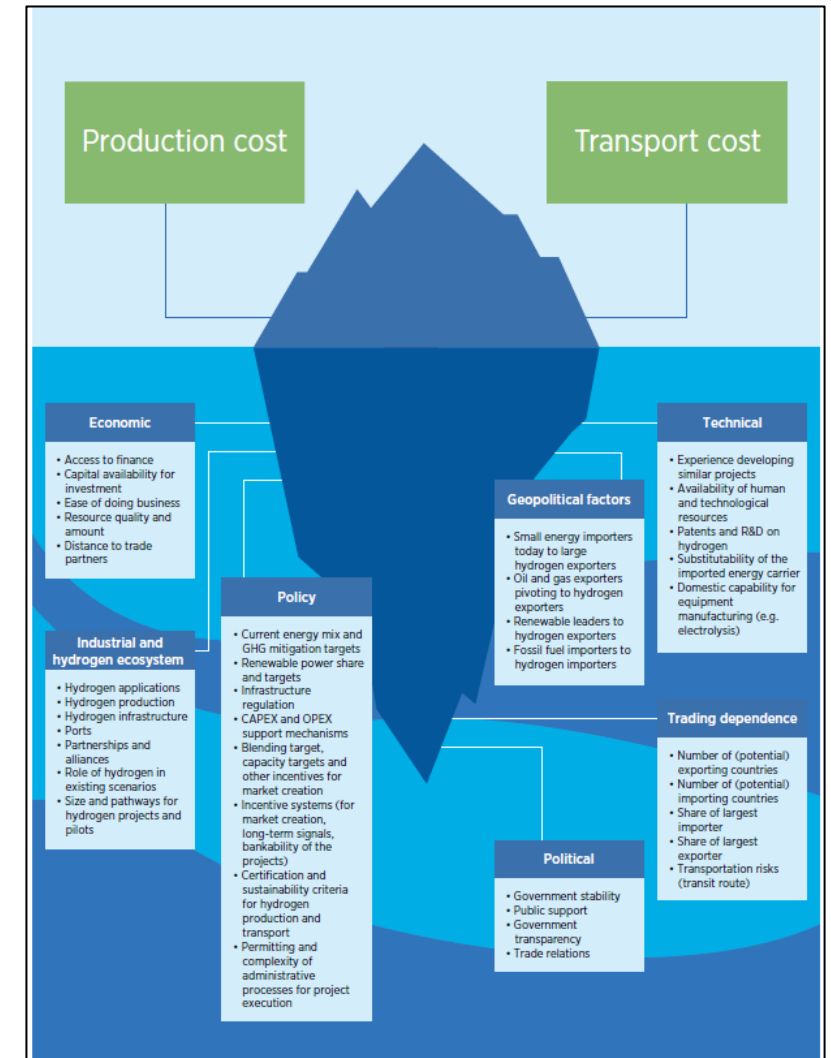 Production cost
Transport cost
Economic
• Access to finance
• Capital availability for
investment
• Ease of doing business
• Resource quality and
amount
• Distance to trade
partners
Technical
• Experience developing
similar projects
• Availability of human
and technological
resources
• Patents and R&D on
hydrogen
• Substitutability of the
imported energy carrier
• Domestic capability for
equipment
manufacturing (e.g.
electrolysis)
Geopolitical factors
• Small energy importers
today to large
hydrogen exporters
• Oil and gas exporters
pivoting to hydrogen
exporters
• Renewable leaders to
hydrogen exporters
• Fossil fuel importers to
hydrogen importers
Policy
• Current energy mix and
GHG mitigation targets
• Renewable power share
and targets
• Infrastructure
regulation
• CAPEX and OPEX
support mechanisms
• Blending target,
capacity targets and
other incentives for
market creation
• Incentive systems (for
market creation,
long-term signals,
bankability of the
projects)
• Certification and
sustainability criteria
for hydrogen
production and
transport
• Permitting and
complexity of
administrative
processes for project
execution
Industrial and
hydrogen ecosystem
• Hydrogen applications
• Hydrogen production
• Hydrogen infrastructure
• Ports
• Partnerships and
alliances
• Role of hydrogen in
existing scenarios
• Size and pathways for
hydrogen projects and
pilots
Trading dependence
• Number of (potential)
exporting countries
• Number of (potential)
importing countries
• Share of largest
importer
• Share of largest
exporter
• Transportation risks
(transit route)
Political
• Government stability
• Public support
• Government
transparency
• Trade relations